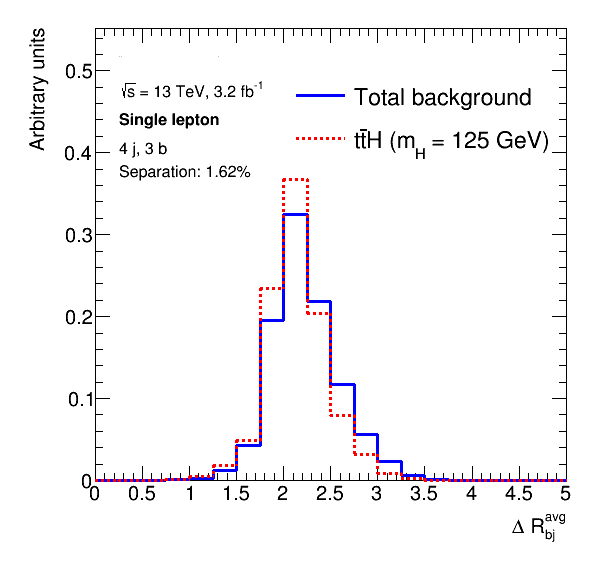 Arbitrary units
0.5
0.4
0.3
0.2
0.1
0
√s = 13 TeV, 3.2 fb⁻¹
Single lepton
4 j, 3 b
Separation: 1.62%
Total background
tt̄H (m_H = 125 GeV)
0 0.5 1 1.5 2 2.5 3 3.5 4 4.5 5
Δ R_bj^avg